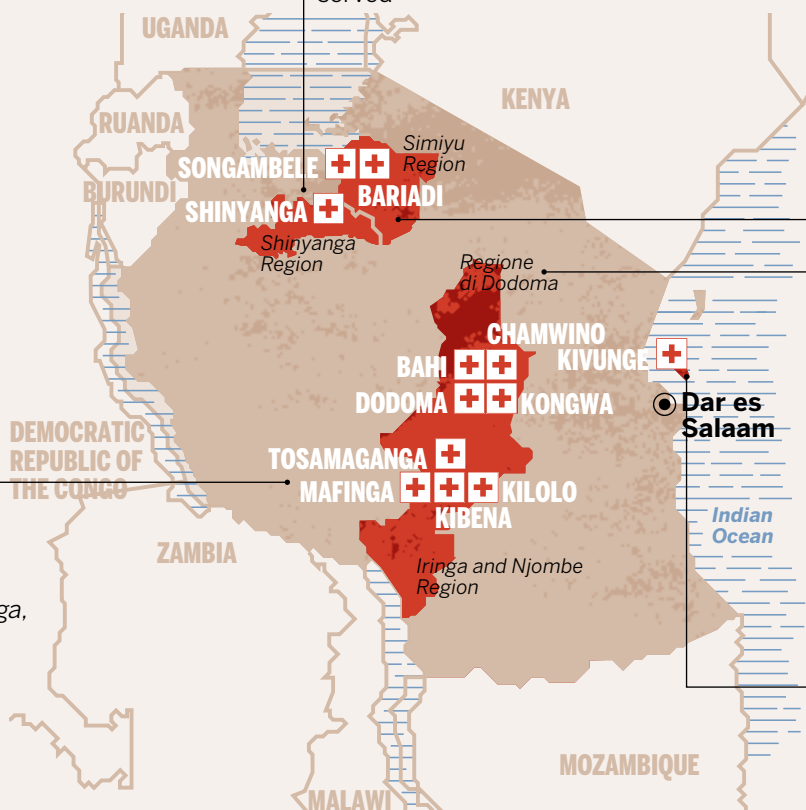 served
UGANDA
KENYA
RUANDA
Simiyu
Region
SONGAMBELE
BURUNDI
BARIADI
SHINYANGA
Shinyanga
Region
Regione
di Dodoma
CHAMWINO
BAHI
KIVUNGE
DODOMA
KONGWA
Dar es
Salaam
DEMOCRATIC
REPUBLIC OF
THE CONGO
TOSAMAGANGA
MAFINGA
KILOLO
KIBENA
Indian
Ocean
ZAMBIA
Iringa and Njombe
Region
ga,
MOZAMBIQUE
MALAWI